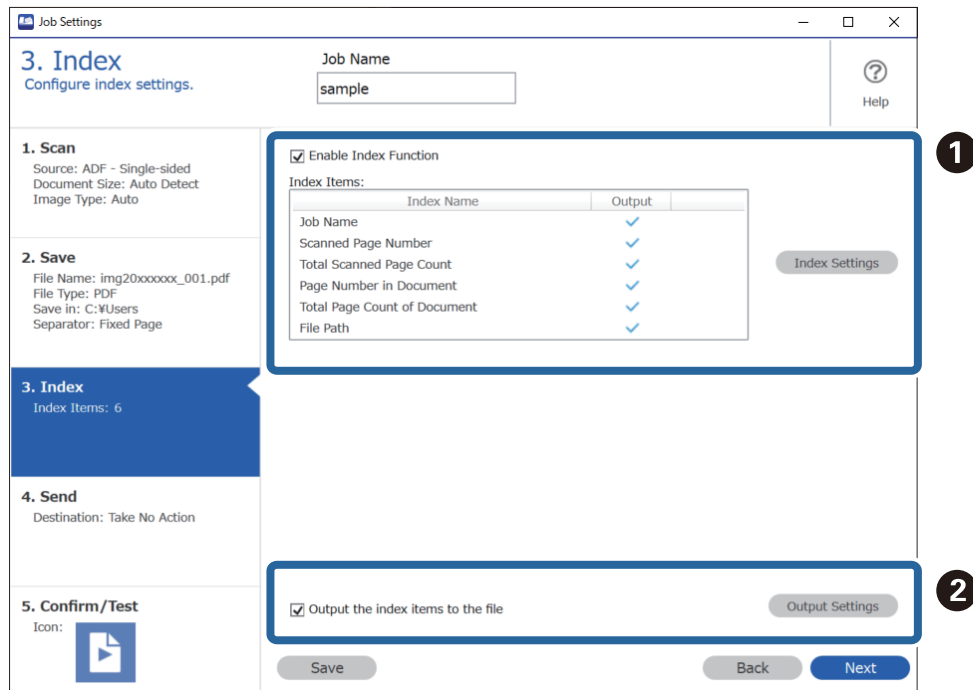 Job Settings
3. Index
Configure index settings.
Job Name
sample
Help
1. Scan
Source: ADF - Single-sided
Document Size: Auto Detect
Image Type: Auto
2. Save
File Name: img20xxxxxx_001.pdf
File Type: PDF
Save in: C:¥Users
Separator: Fixed Page
3. Index
Index Items: 6
4. Send
Destination: Take No Action
5. Confirm/Test
Icon:
1
Enable Index Function
Index Items:
Index Name Output
Job Name
Scanned Page Number
Total Scanned Page Count
Page Number in Document
Total Page Count of Document
File Path
Index Settings
2
Output the index items to the file
Output Settings
Save
Back
Next